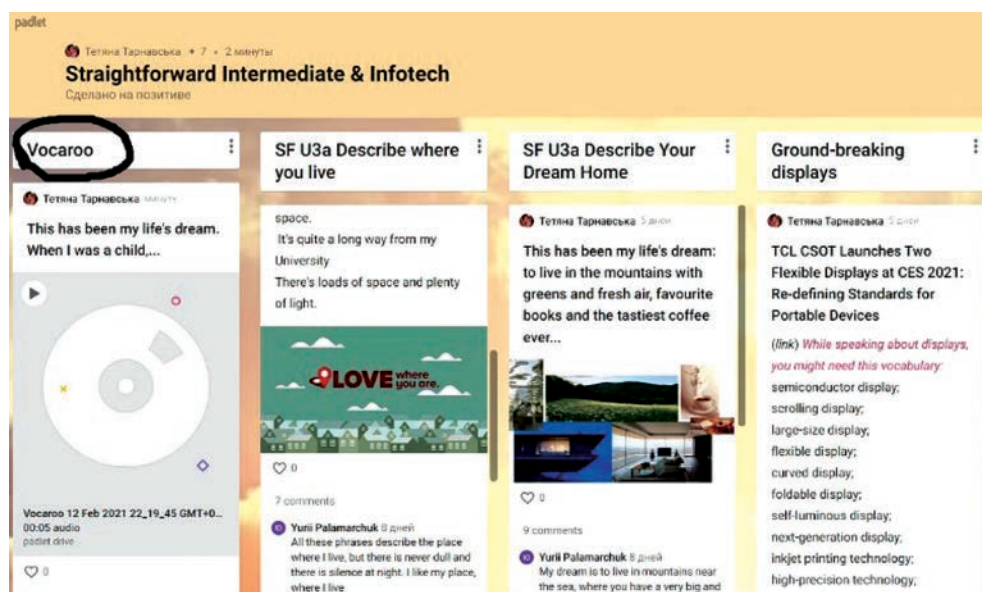 padlet
Тетяна Тарнавська + 7 • 2 минуты
Straightforward Intermediate & Infotech
Сделано на позитиве
Vocaroo
Тетяна Тарнавська минуту
This has been my life's dream.
When I was a child,...
Vocaroo 12 Feb 2021 22_19_45 GMT+0...
00:05 audio
padlet drive
0
SF U3a Describe where
you live
space.
It's quite a long way from my
University
There's loads of space and plenty
of light.
LOVE where
you are.
0
7 comments
Yurii Palamarchuk 8 дней
All these phrases describe the place
where I live, but there is never dull and
there is silence at night. I like my place,
where I live
SF U3a Describe Your
Dream Home
Тетяна Тарнавська 5 дней
This has been my life's dream:
to live in the mountains with
greens and fresh air, favourite
books and the tastiest coffee
ever...
0
9 comments
Yurii Palamarchuk 8 дней
My dream is to live in mountains near
the sea, where you have a very big and
Ground-breaking
displays
Тетяна Тарнавська 5 дней
TCL CSOT Launches Two
Flexible Displays at CES 2021:
Re-defining Standards for
Portable Devices
(link) While speaking about displays,
you might need this vocabulary:
semiconductor display;
scrolling display;
large-size display;
flexible display;
curved display;
foldable display;
self-luminous display;
next-generation display;
inkjet printing technology;
high-precision technology;